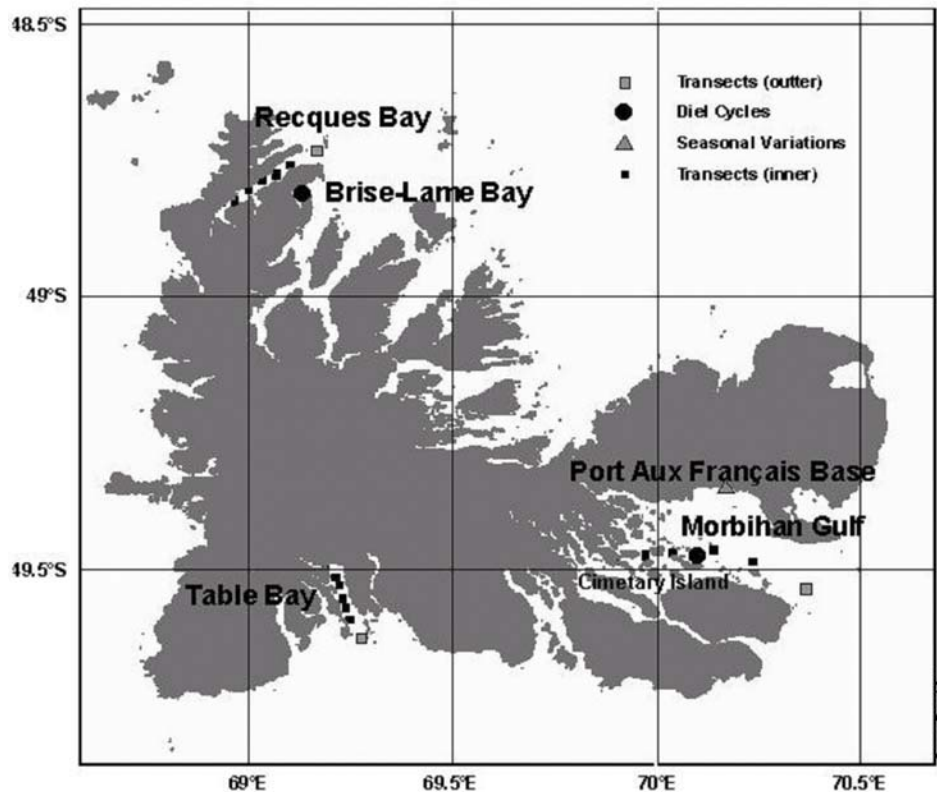 48.5°S
Transects (outter)
Diel Cycles
Seasonal Variations
Transects (inner)
Recques Bay
Brise-Lame Bay
49°S
Port Aux Français Base
Morbihan Gulf
49.5°S
Cimetary Island
Table Bay
69°E
69.5°E
70°E
70.5°E